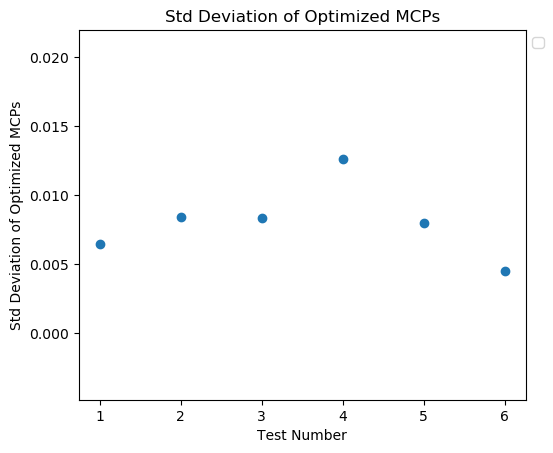 Std Deviation of Optimized MCPs
0.020
0.015
0.010
0.005
0.000
Std Deviation of Optimized MCPs
1 2 3 4 5 6
Test Number